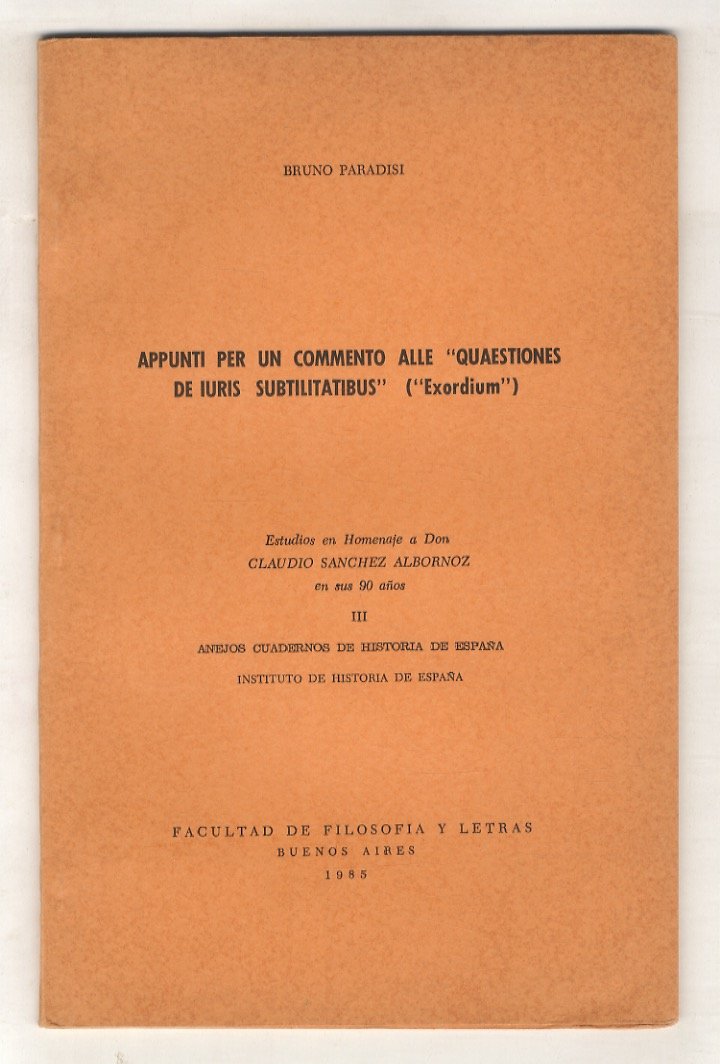 BRUNO PARADISI
APPUNTI PER UN COMMENTO ALLE "QUAESTIONES
DE IURIS SUBTILITATIBUS" ("Exordium")
Estudios en Homenaje a Don
CLAUDIO SANCHEZ ALBORNOZ
en sus 90 años
III
ANEJOS CUADERNOS DE HISTORIA DE ESPAÑA
INSTITUTO DE HISTORIA DE ESPAÑA
FACULTAD DE FILOSOFIA Y LETRAS
BUENOS AIRES
1985